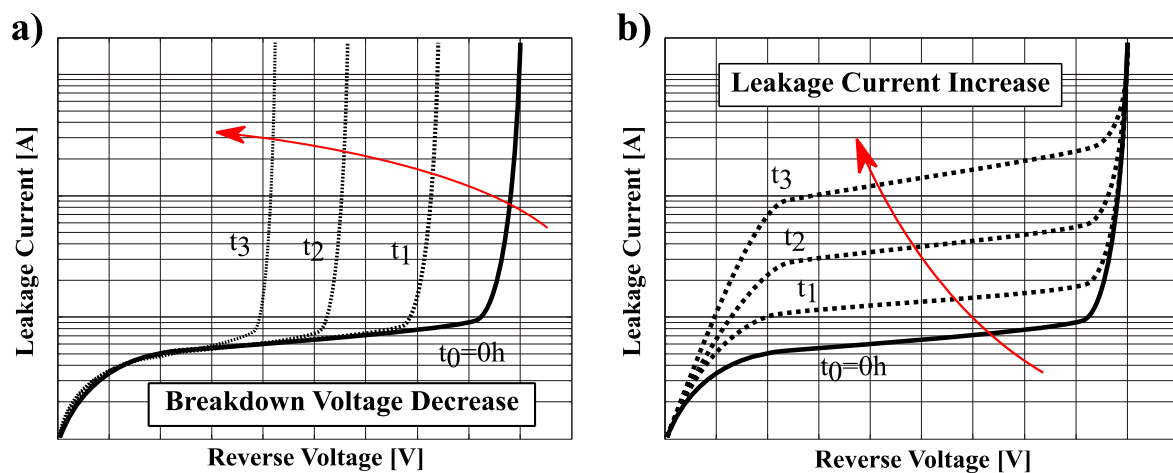 a)
Leakage Current [A]
t3
t2
t1
t0=0h
Breakdown Voltage Decrease
Reverse Voltage [V]
b)
Leakage Current [A]
Leakage Current Increase
t3
t2
t1
t0=0h
Reverse Voltage [V]